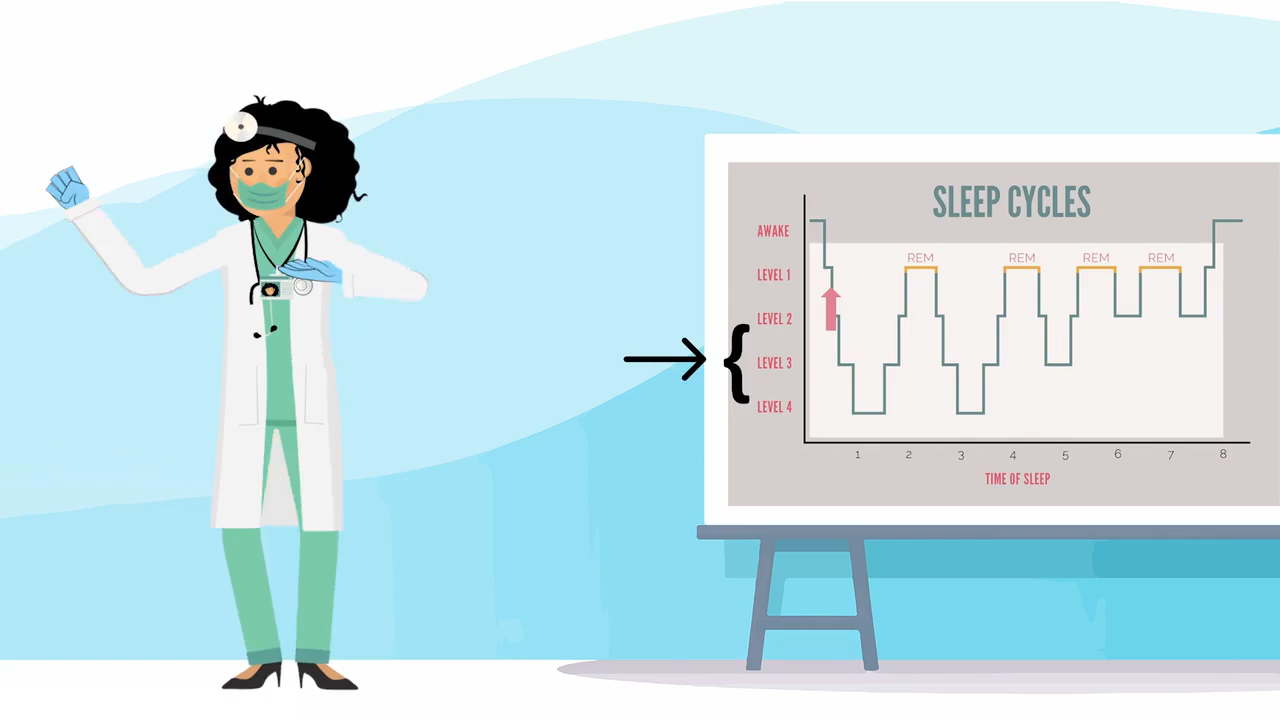 SLEEP CYCLES
AWAKE
REM REM REM REM
LEVEL 1
LEVEL 2
{
LEVEL 3
LEVEL 4
1 2 3 4 5 6 7 8
TIME OF SLEEP